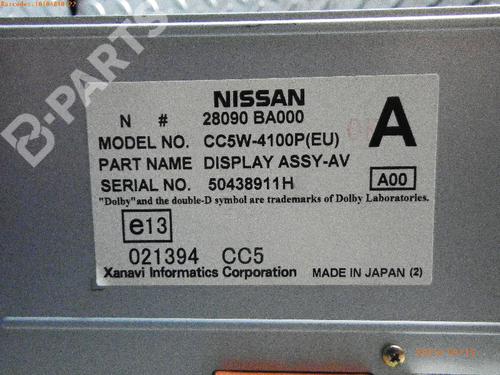 B-PARTS
NISSAN
N # 28090 BA000
MODEL NO. CC5W-4100P(EU)
PART NAME DISPLAY ASSY-AV
SERIAL NO. 50438911H
A
A00
"Dolby"and the double-D symbol are trademarks of Dolby Laboratories.
e13
021394 CC5
Xanavi Informatics Corporation MADE IN JAPAN (2)